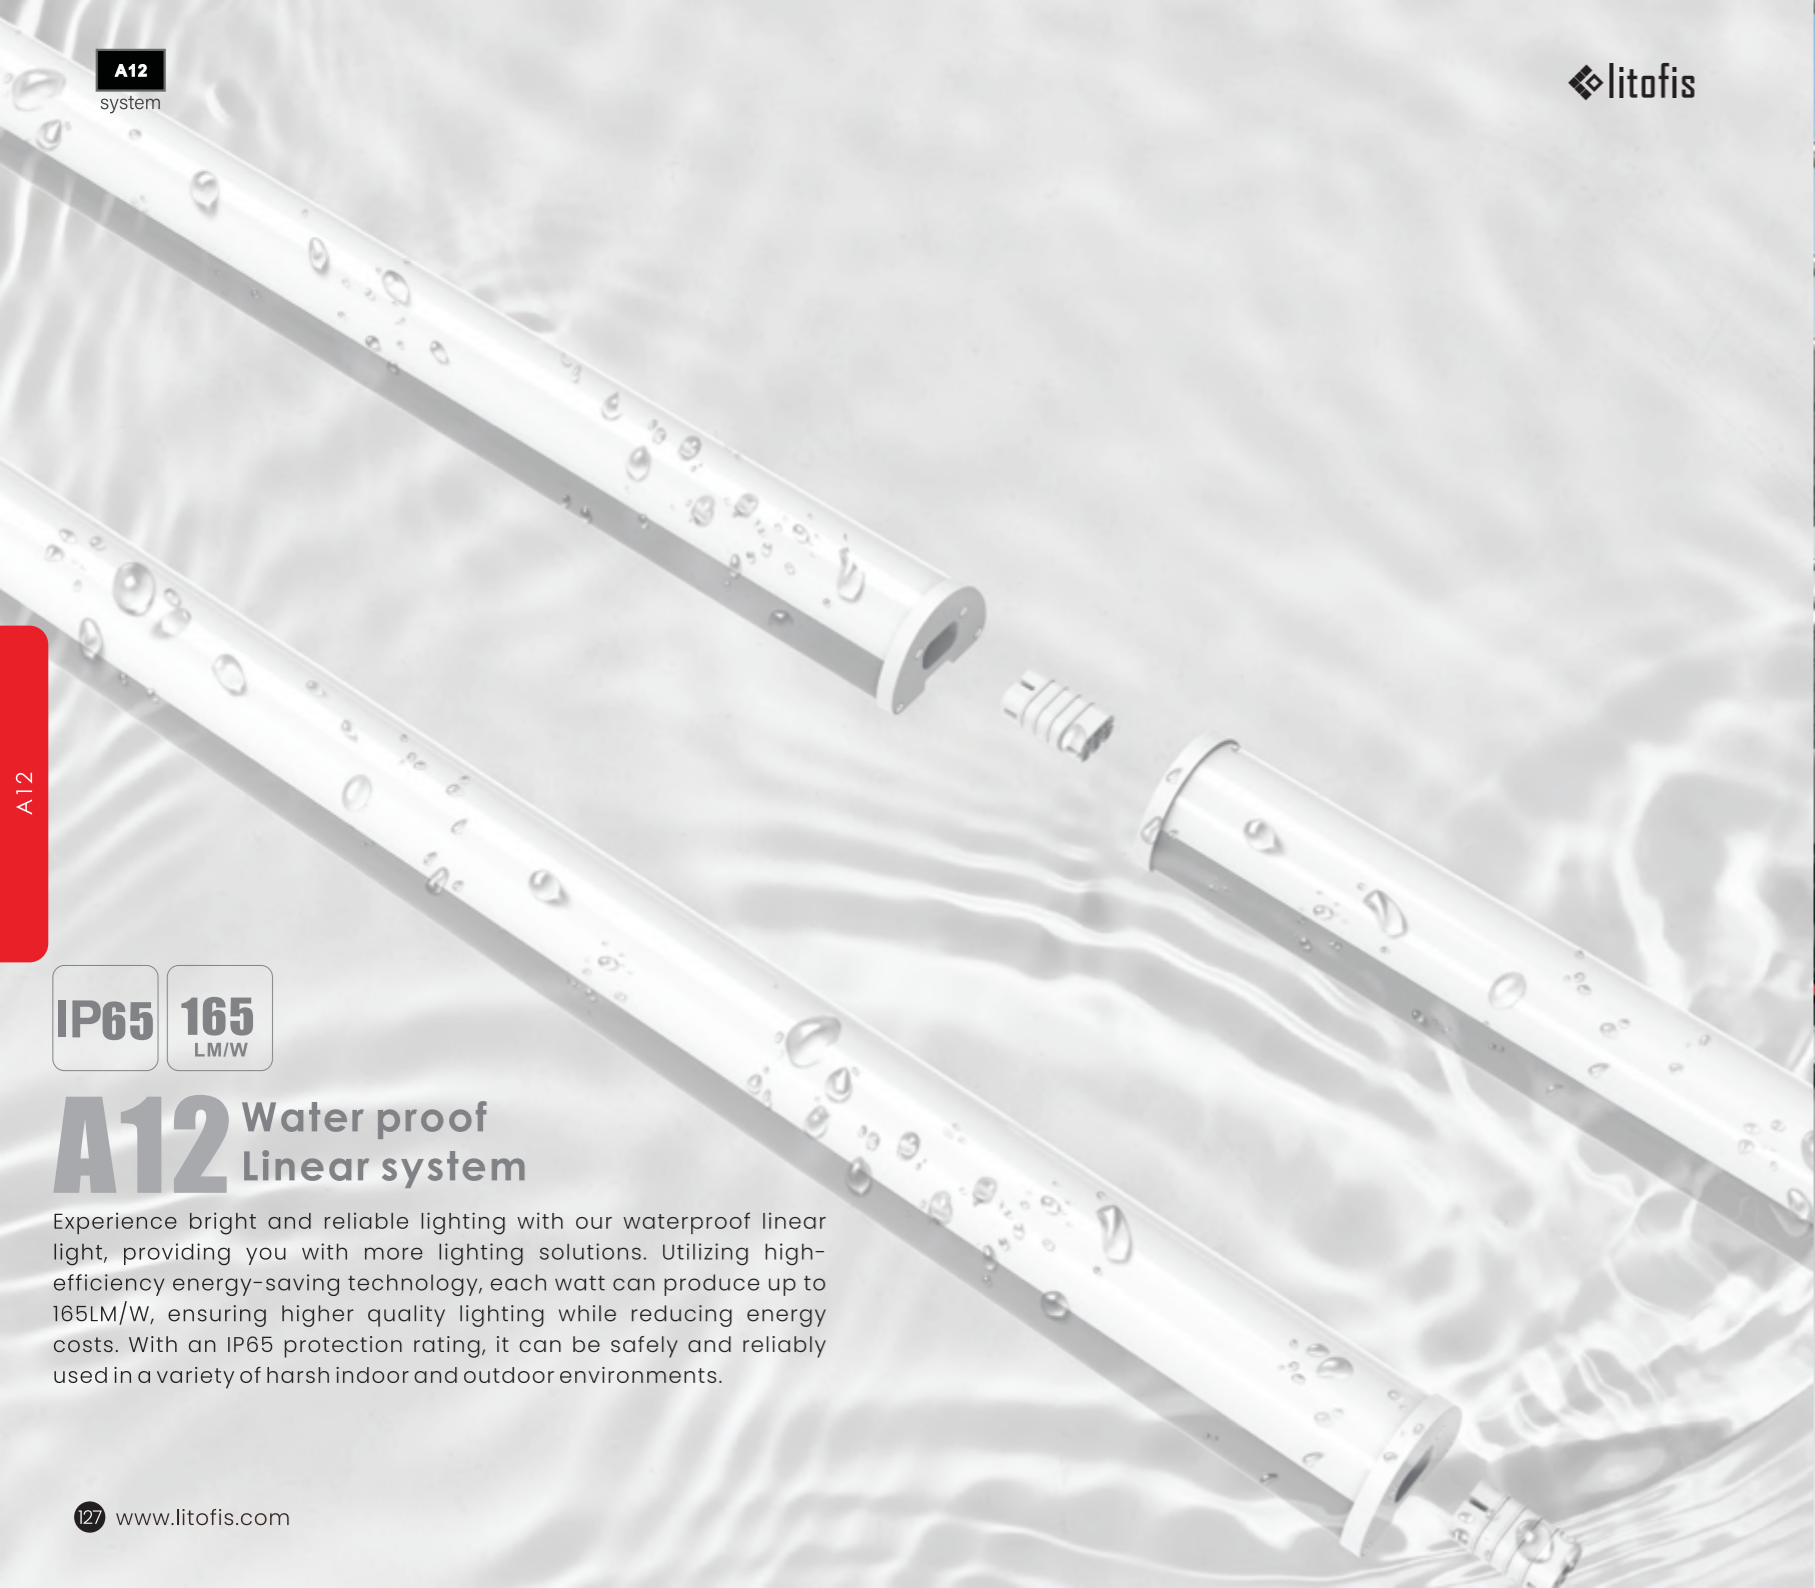 A12
system
litofis
A12
IP65
165
LM/W
A12
Water proof
Linear system
Experience bright and reliable lighting with our waterproof linear
light, providing you with more lighting solutions. Utilizing high-
efficiency energy-saving technology, each watt can produce up to
165LM/W, ensuring higher quality lighting while reducing energy
costs. With an IP65 protection rating, it can be safely and reliably
used in a variety of harsh indoor and outdoor environments.
127 www.litofis.com